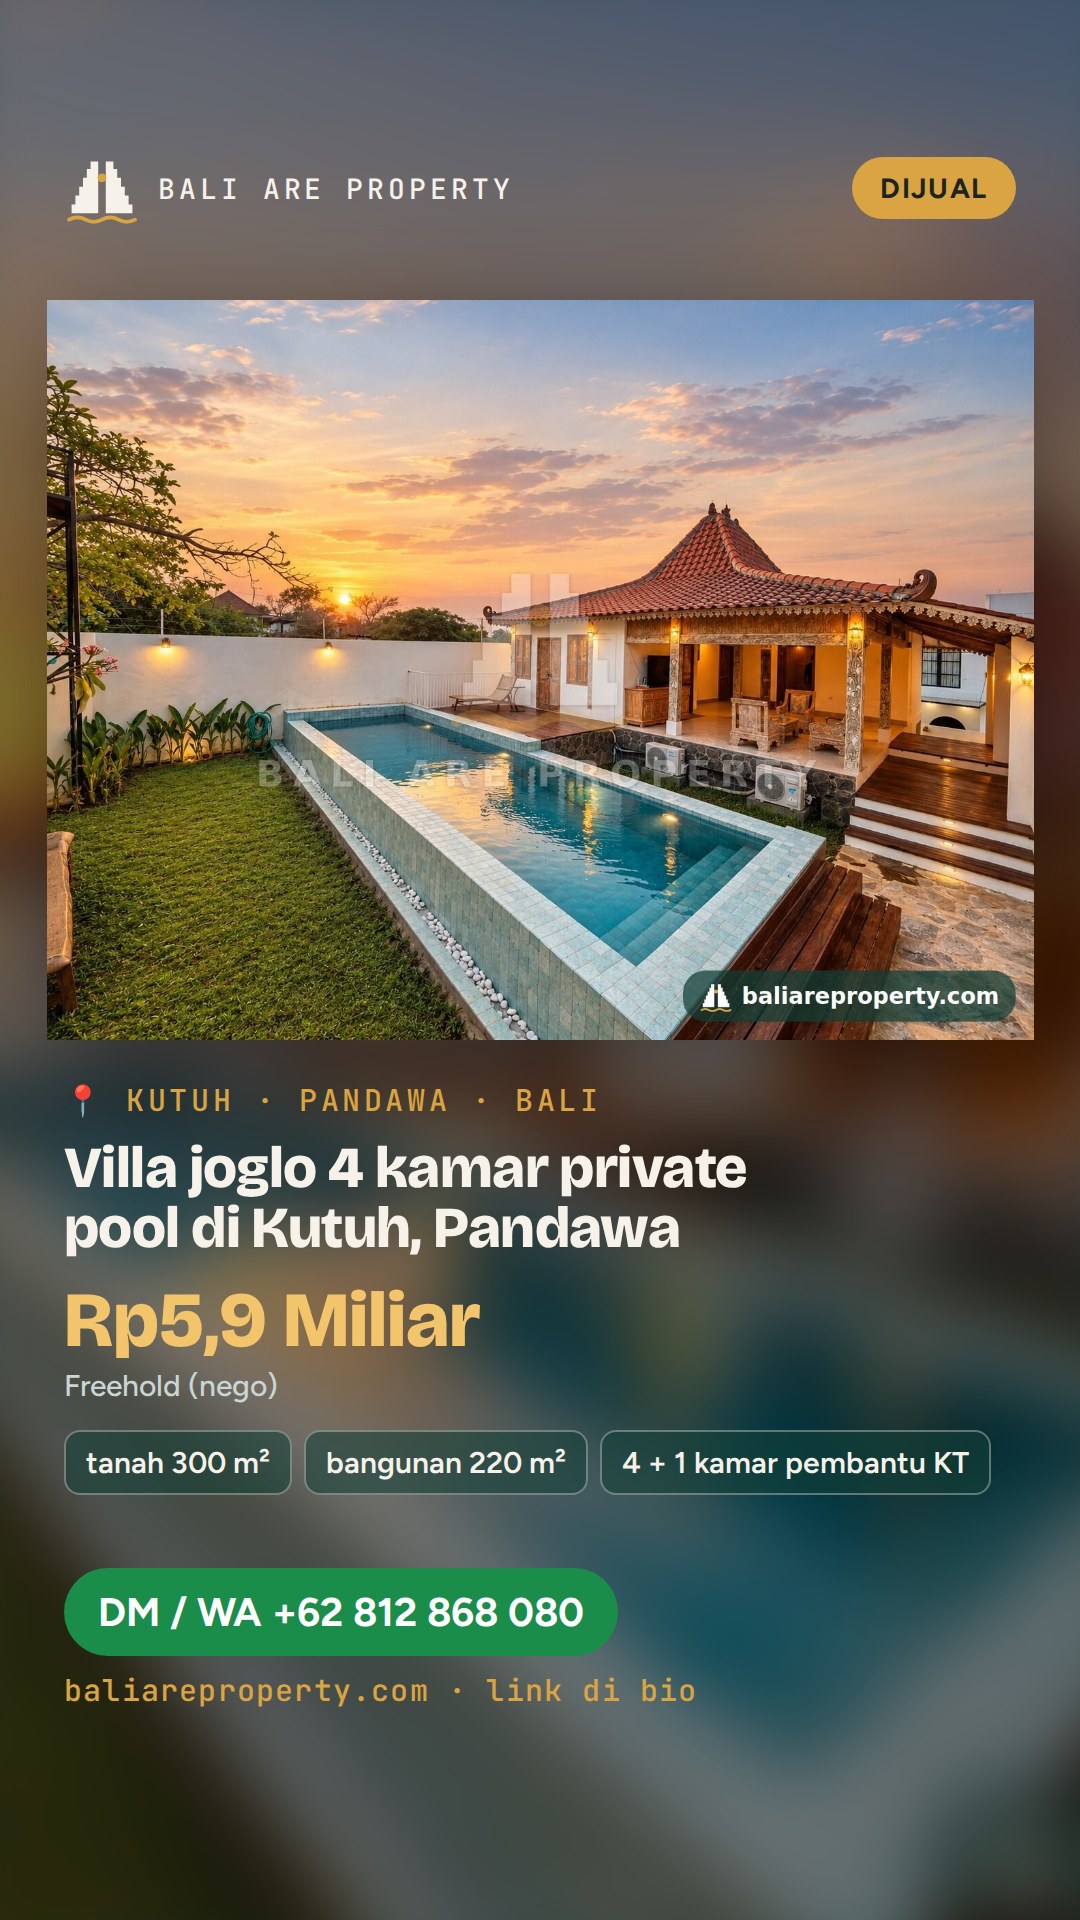 BALI ARE PROPERTY
DIJUAL
BALI ARE PROPERTY
baliareproperty.com
📍 KUTUH · PANDAWA · BALI
Villa joglo 4 kamar private
pool di Kutuh, Pandawa
Rp5,9 Miliar
Freehold (nego)
tanah 300 m²
bangunan 220 m²
4 + 1 kamar pembantu KT
DM / WA +62 812 868 080
baliareproperty.com · link di bio